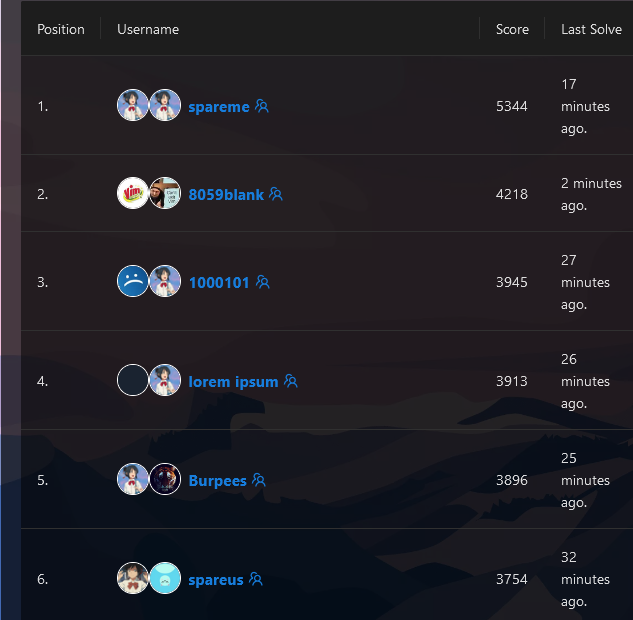 Position Username Score Last Solve
17
1. spareme 5344 minutes
ago.
2. 8059blank 4218 2 minutes
ago.
27
3. 1000101 3945 minutes
ago.
26
4. lorem ipsum 3913 minutes
ago.
25
5. Burpees 3896 minutes
ago.
32
6. spareus 3754 minutes
ago.